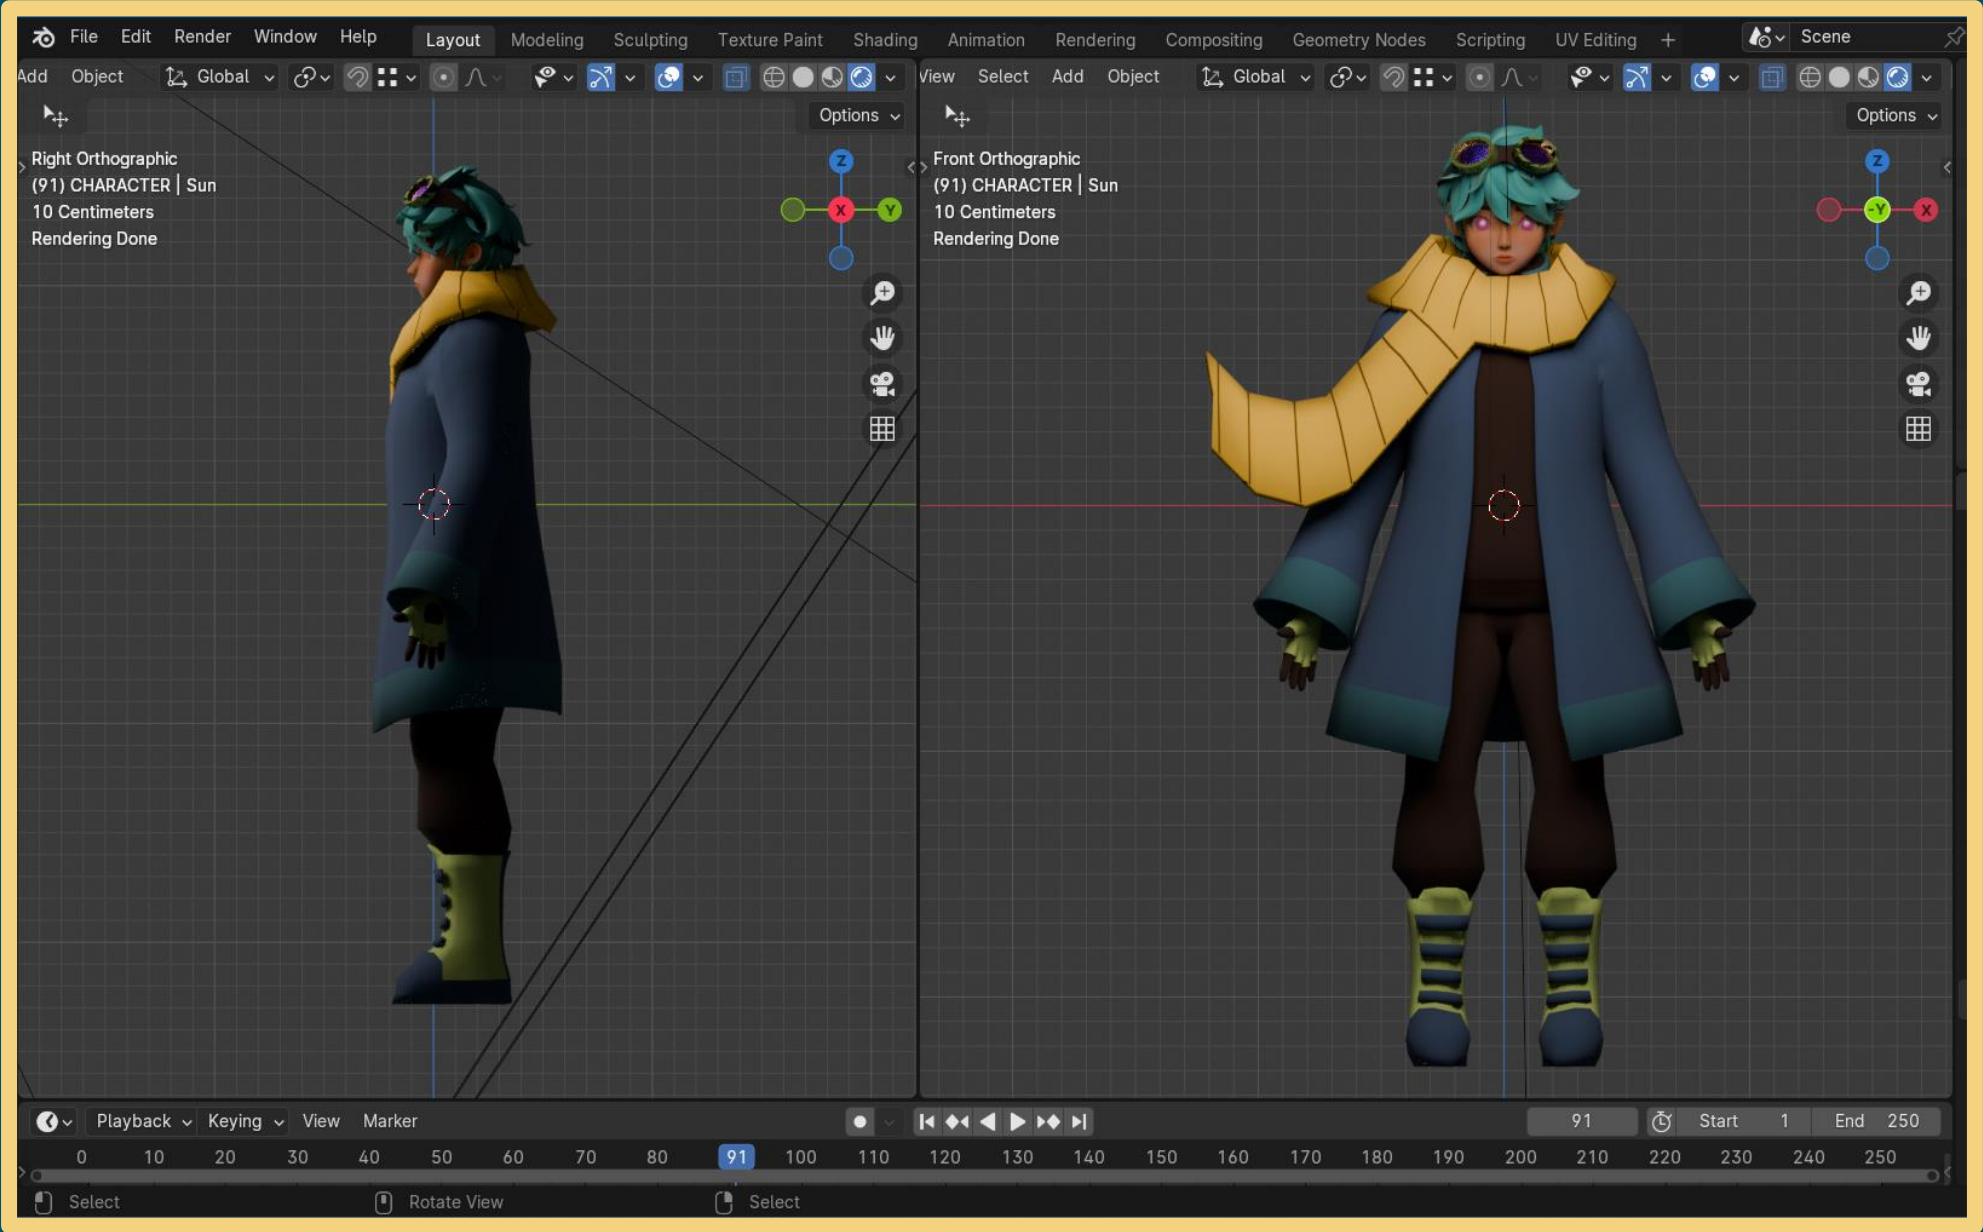 File Edit Render Window Help Layout Modeling Sculpting Texture Paint Shading Animation Rendering Compositing Geometry Nodes Scripting UV Editing + Scene
Add Object Global
View Select Add Object Global
Options
Options
Right Orthographic
(91) CHARACTER | Sun
10 Centimeters
Rendering Done
Z
X
Y
Front Orthographic
(91) CHARACTER | Sun
10 Centimeters
Rendering Done
Z
-Y
X
Playback Keying View Marker 91 Start 1 End 250
0 10 20 30 40 50 60 70 80 91 100 110 120 130 140 150 160 170 180 190 200 210 220 230 240 250
Select Rotate View Select